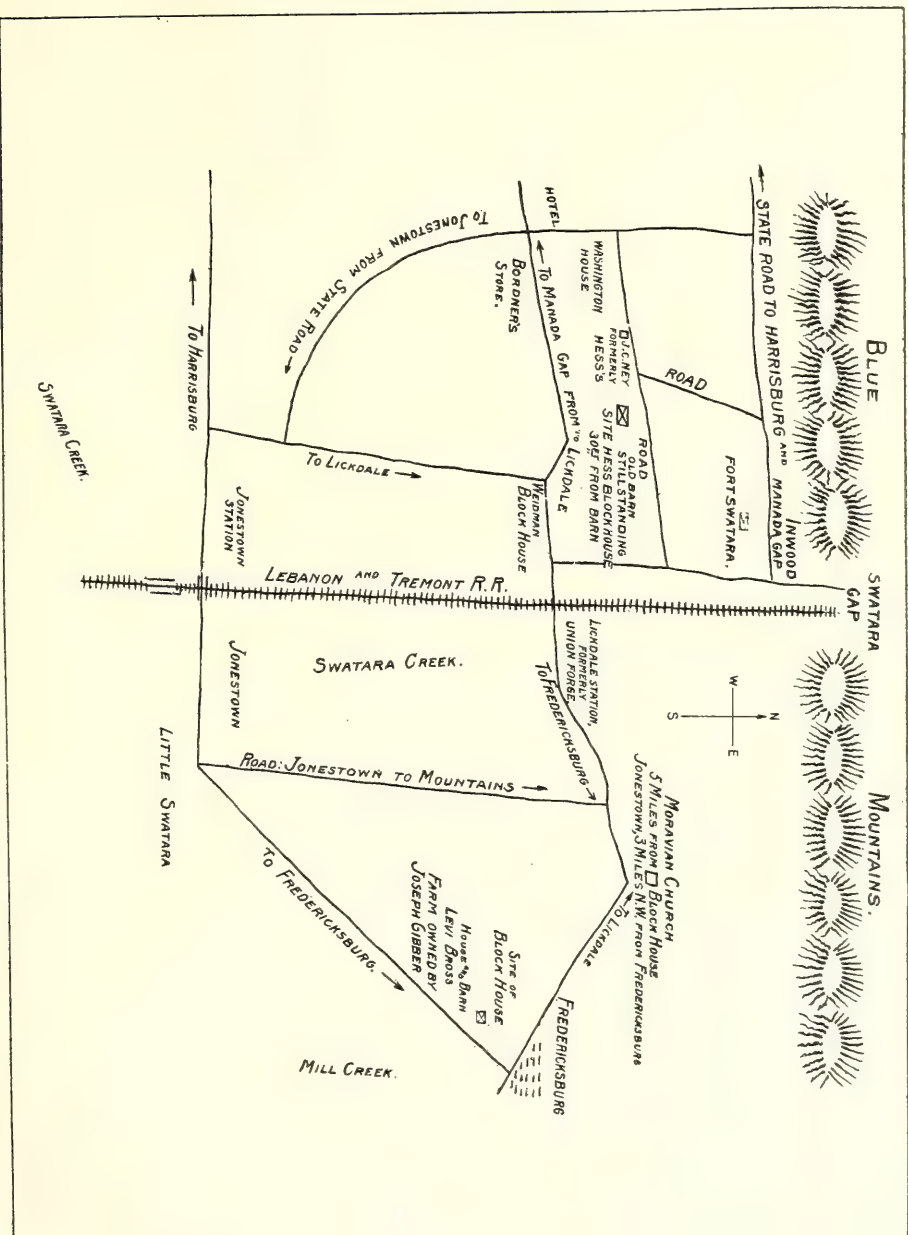 BLUE
MOUNTAINS.
SWATARA
GAP
INWOOD
STATE ROAD TO HARRISBURG AND MANADA GAP
FORT SWATARA.
ROAD
ROAD
OLD BARN
STILL STANDING
SITE HESS BLOCK HOUSE
30FT FROM BARN
J.C. NEY
FORMERLY
HESS'S
WASHINGTON
HOUSE
HOTEL
TO MANADA GAP FROM TO LICKDALE
BORDNER'S
STORE.
TO JONESTOWN FROM STATE ROAD
WEIDMAN
BLOCK HOUSE
TO LICKDALE
TO HARRISBURG
SWATARA CREEK.
JONESTOWN
STATION
LEBANON AND TREMONT R.R.
N
W
E
S
LICKDALE STATION,
FORMERLY
UNION FORGE.
TO FREDERICKSBURG
MORAVIAN CHURCH
5 MILES FROM BLOCK HOUSE
JONESTOWN, 3 MILES N.W. FROM FREDERICKSBURG
TO LICKDALE
SWATARA CREEK.
JONESTOWN
ROAD: JONESTOWN TO MOUNTAINS
LITTLE SWATARA
TO FREDERICKSBURG.
SITE OF
BLOCK HOUSE
HOUSE & BARN
LEVI BROSS
FARM OWNED BY
JOSEPH GIBBER
FREDERICKSBURG
MILL CREEK.